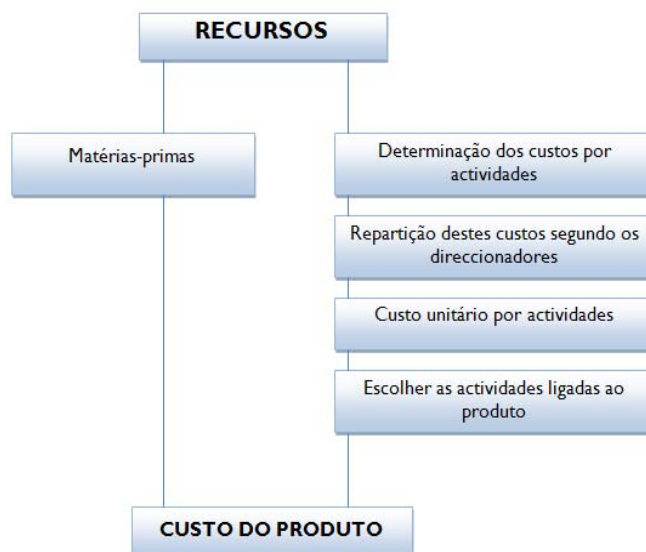 RECURSOS
Matérias-primas
Determinação dos custos por
actividades
Repartição destes custos segundo os
direccionadores
Custo unitário por actividades
Escolher as actividades ligadas ao
produto
CUSTO DO PRODUTO